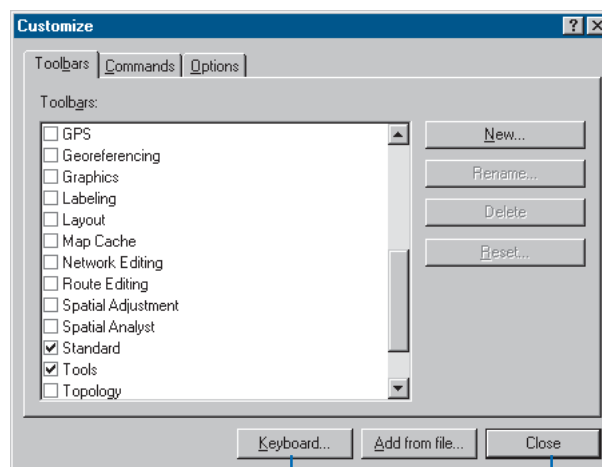 Customize
Toolbars Commands Options
Toolbars:
GPS
Georeferencing
Graphics
Labeling
Layout
Map Cache
Network Editing
Route Editing
Spatial Adjustment
Spatial Analyst
Standard
Tools
Topology
New...
Rename...
Delete
Reset...
Keyboard... Add from file... Close